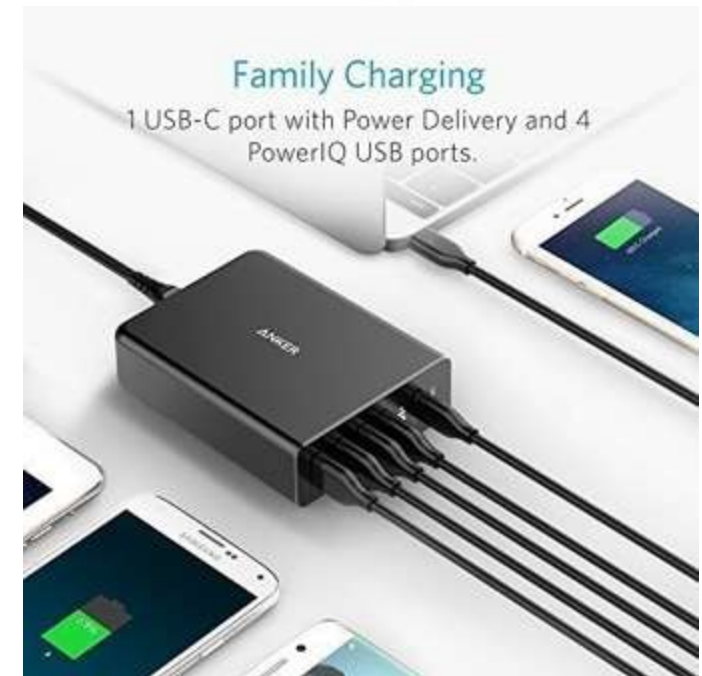 Family Charging
1 USB-C port with Power Delivery and 4
PowerIQ USB ports.
ANKER
SAMSUNG